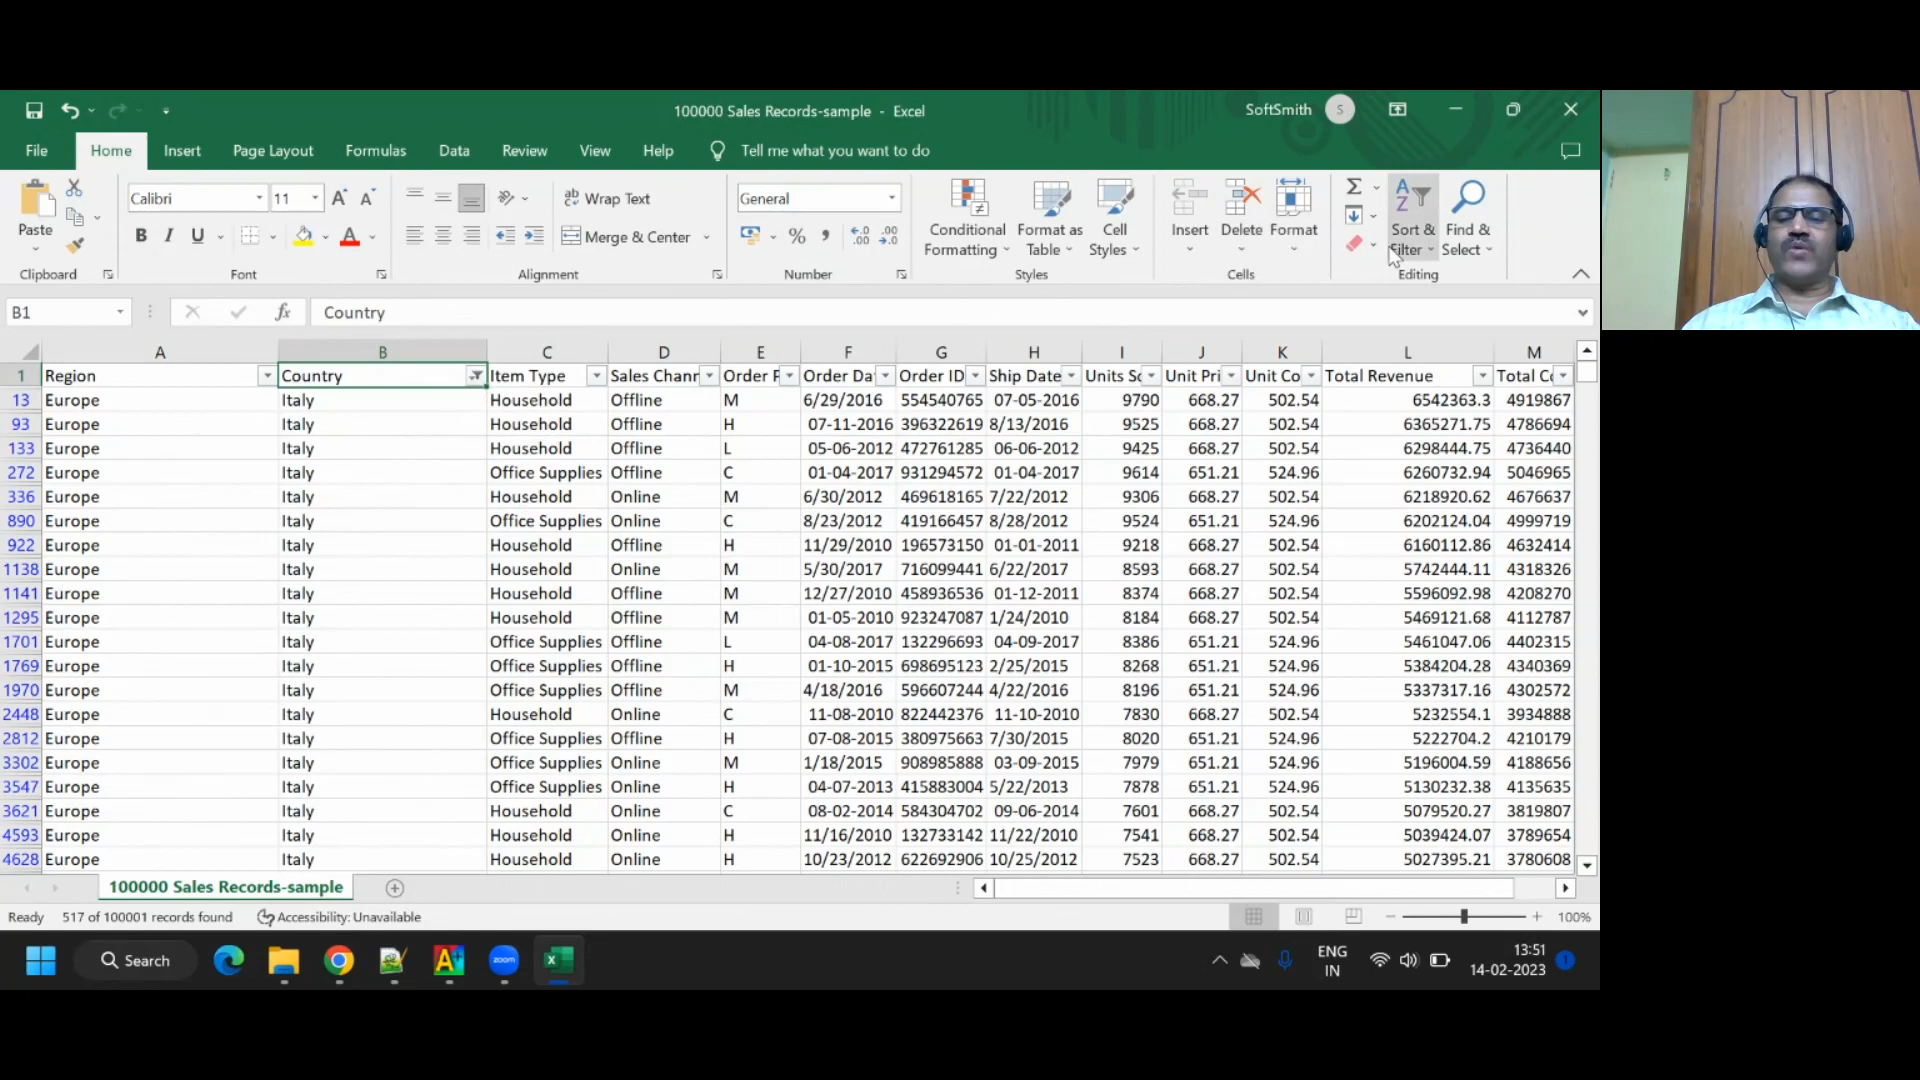 100000 Sales Records-sample - Excel
SoftSmith S
File Home Insert Page Layout Formulas Data Review View Help Tell me what you want to do
Calibri 11 Wrap Text General
Paste B I U Merge & Center % , Conditional Formatting Format as Table Cell Styles Insert Delete Format Sort & Filter Find & Select
Clipboard Font Alignment Number Styles Cells Editing
B1 fx Country
A B C D E F G H I J K L M
1 Region Country Item Type Sales Chann Order P Order Da Order ID Ship Date Units So Unit Pri Unit Co Total Revenue Total Co
13 Europe Italy Household Offline M 6/29/2016 554540765 07-05-2016 9790 668.27 502.54 6542363.3 4919867
93 Europe Italy Household Offline H 07-11-2016 396322619 8/13/2016 9525 668.27 502.54 6365271.75 4786694
133 Europe Italy Household Offline L 05-06-2012 472761285 06-06-2012 9425 668.27 502.54 6298444.75 4736440
272 Europe Italy Office Supplies Offline C 01-04-2017 931294572 01-04-2017 9614 651.21 524.96 6260732.94 5046965
336 Europe Italy Household Online M 6/30/2012 469618165 7/22/2012 9306 668.27 502.54 6218920.62 4676637
890 Europe Italy Office Supplies Online C 8/23/2012 419166457 8/28/2012 9524 651.21 524.96 6202124.04 4999719
922 Europe Italy Household Offline H 11/29/2010 196573150 01-01-2011 9218 668.27 502.54 6160112.86 4632414
1138 Europe Italy Household Online M 5/30/2017 716099441 6/22/2017 8593 668.27 502.54 5742444.11 4318326
1141 Europe Italy Household Offline M 12/27/2010 458936536 01-12-2011 8374 668.27 502.54 5596092.98 4208270
1295 Europe Italy Household Offline M 01-05-2010 923247087 1/24/2010 8184 668.27 502.54 5469121.68 4112787
1701 Europe Italy Office Supplies Offline L 04-08-2017 132296693 04-09-2017 8386 651.21 524.96 5461047.06 4402315
1769 Europe Italy Office Supplies Offline H 01-10-2015 698695123 2/25/2015 8268 651.21 524.96 5384204.28 4340369
1970 Europe Italy Office Supplies Offline M 4/18/2016 596607244 4/22/2016 8196 651.21 524.96 5337317.16 4302572
2448 Europe Italy Household Online C 11-08-2010 822442376 11-10-2010 7830 668.27 502.54 5232554.1 3934888
2812 Europe Italy Office Supplies Offline H 07-08-2015 380975663 7/30/2015 8020 651.21 524.96 5222704.2 4210179
3302 Europe Italy Office Supplies Online M 1/18/2015 908985888 03-09-2015 7979 651.21 524.96 5196004.59 4188656
3547 Europe Italy Office Supplies Online H 04-07-2013 415883004 5/22/2013 7878 651.21 524.96 5130232.38 4135635
3621 Europe Italy Household Online C 08-02-2014 584304702 09-06-2014 7601 668.27 502.54 5079520.27 3819807
4593 Europe Italy Household Online H 11/16/2010 132733142 11/22/2010 7541 668.27 502.54 5039424.07 3789654
4628 Europe Italy Household Online H 10/23/2012 622692906 10/25/2012 7523 668.27 502.54 5027395.21 3780608
100000 Sales Records-sample
Ready 517 of 100001 records found Accessibility: Unavailable 100%
Search zoom ENG 13:51
IN 14-02-2023 1